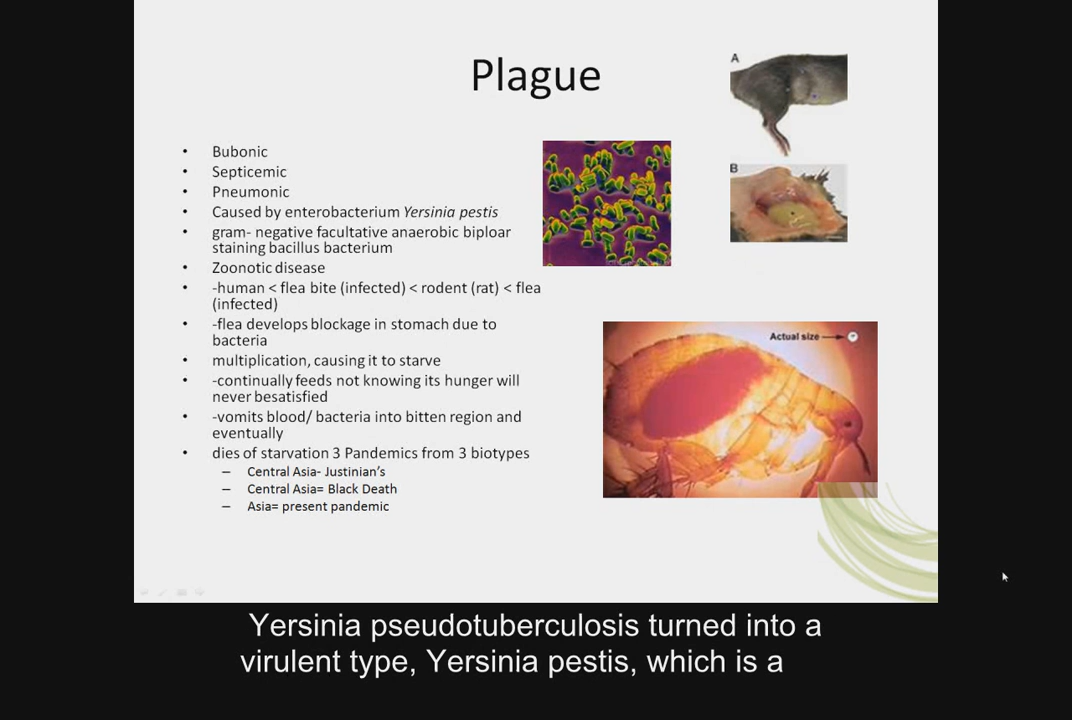 Plague
• Bubonic
• Septicemic
• Pneumonic
• Caused by enterobacterium Yersinia pestis
• gram- negative facultative anaerobic biploar
staining bacillus bacterium
• Zoonotic disease
• -human < flea bite (infected) < rodent (rat) < flea
(infected)
• -flea develops blockage in stomach due to
bacteria
• multiplication, causing it to starve
• -continually feeds not knowing its hunger will
never besatisfied
• -vomits blood/ bacteria into bitten region and
eventually
• dies of starvation 3 Pandemics from 3 biotypes
– Central Asia- Justinian’s
– Central Asia= Black Death
– Asia= present pandemic
A
B
Actual size
Yersinia pseudotuberculosis turned into a
virulent type, Yersinia pestis, which is a